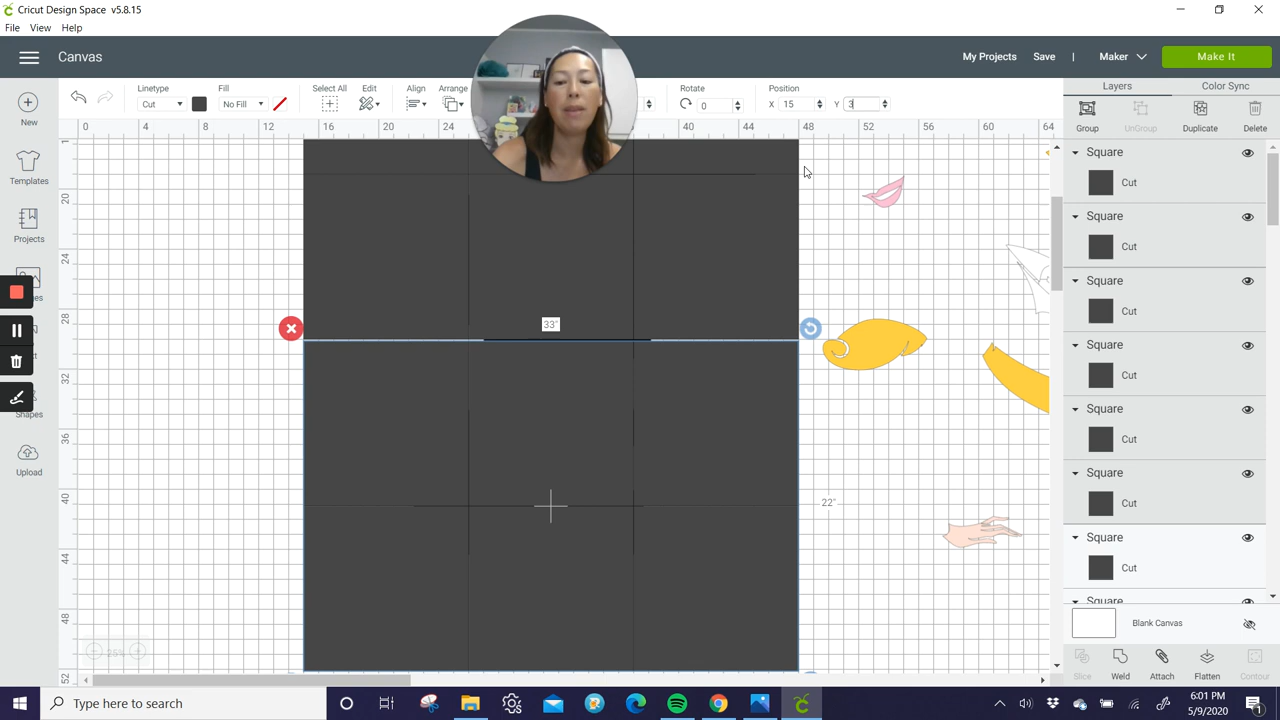 Cricut Design Space v5.8.15
File View Help
Canvas
My Projects Save | Maker Make It
Linetype Fill Select All Edit Align Arrange Rotate Position
Cut No Fill 0 X 15 Y 3
Layers Color Sync
Group UnGroup Duplicate Delete
0 4 8 12 16 20 24 40 44 48 52 56 60 64
New
Templates
Projects
Shapes
Upload
20
24
28
32
36
40
44
48
52
33"
22"
25%
Square
Cut
Square
Cut
Square
Cut
Square
Cut
Square
Cut
Square
Cut
Square
Cut
Square
Blank Canvas
Slice Weld Attach Flatten Contour
Type here to search
6:01 PM
5/9/2020